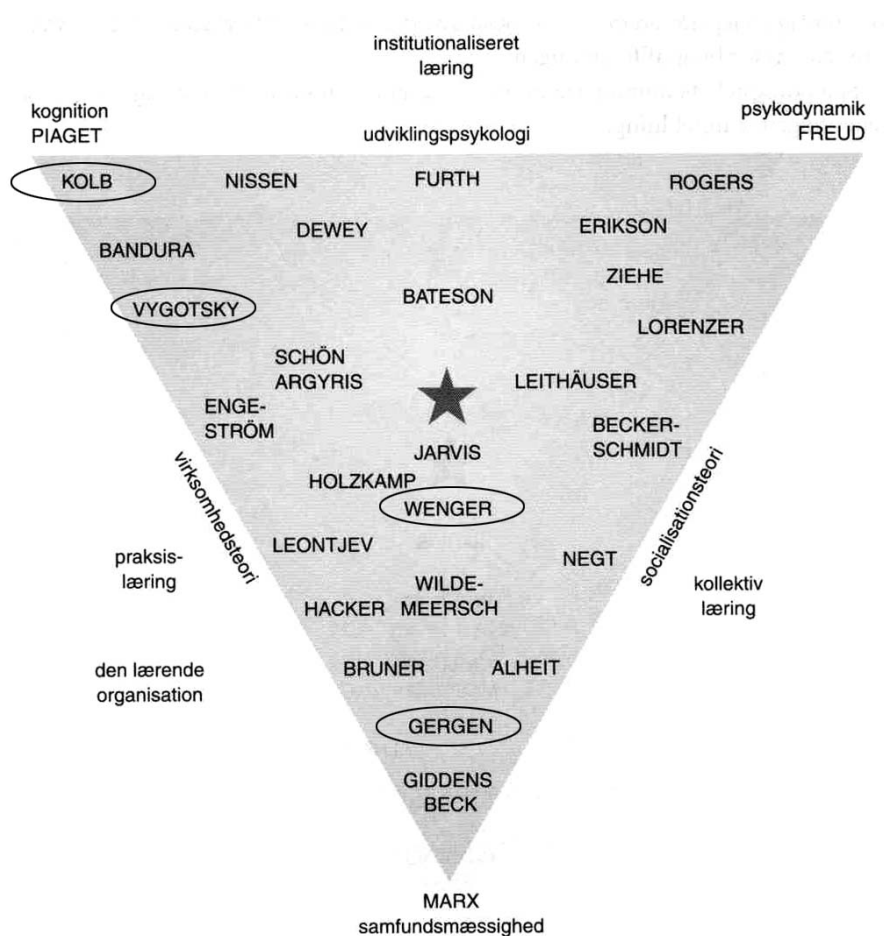 institutionaliseret
læring
kognition
PIAGET
udviklingspsykologi
psykodynamik
FREUD
KOLB
NISSEN
FURTH
ROGERS
DEWEY
ERIKSON
BANDURA
ZIEHE
BATESON
VYGOTSKY
LORENZER
SCHÖN
ARGYRIS
LEITHÄUSER
ENGE-
STRÖM
BECKER-
SCHMIDT
JARVIS
HOLZKAMP
WENGER
virksomhedsteori
socialisationsteori
LEONTJEV
NEGT
praksis-
læring
WILDE-
MEERSCH
kollektiv
læring
HACKER
den lærende
organisation
BRUNER
ALHEIT
GERGEN
GIDDENS
BECK
MARX
samfundsmæssighed